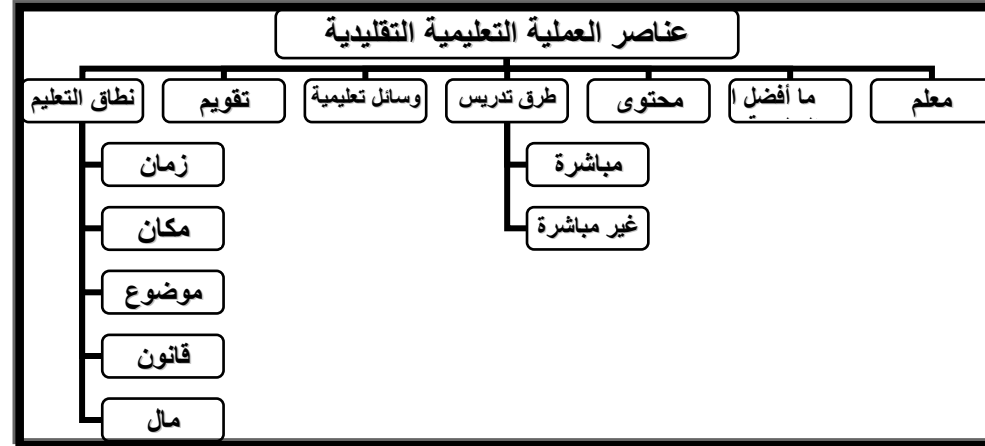 عناصر العملية التعليمية التقليدية
معلم
ما أفضل ا
محتوى
طرق تدريس
وسائل تعليمية
تقويم
نطاق التعليم
مباشرة
غير مباشرة
زمان
مكان
موضوع
قانون
مال